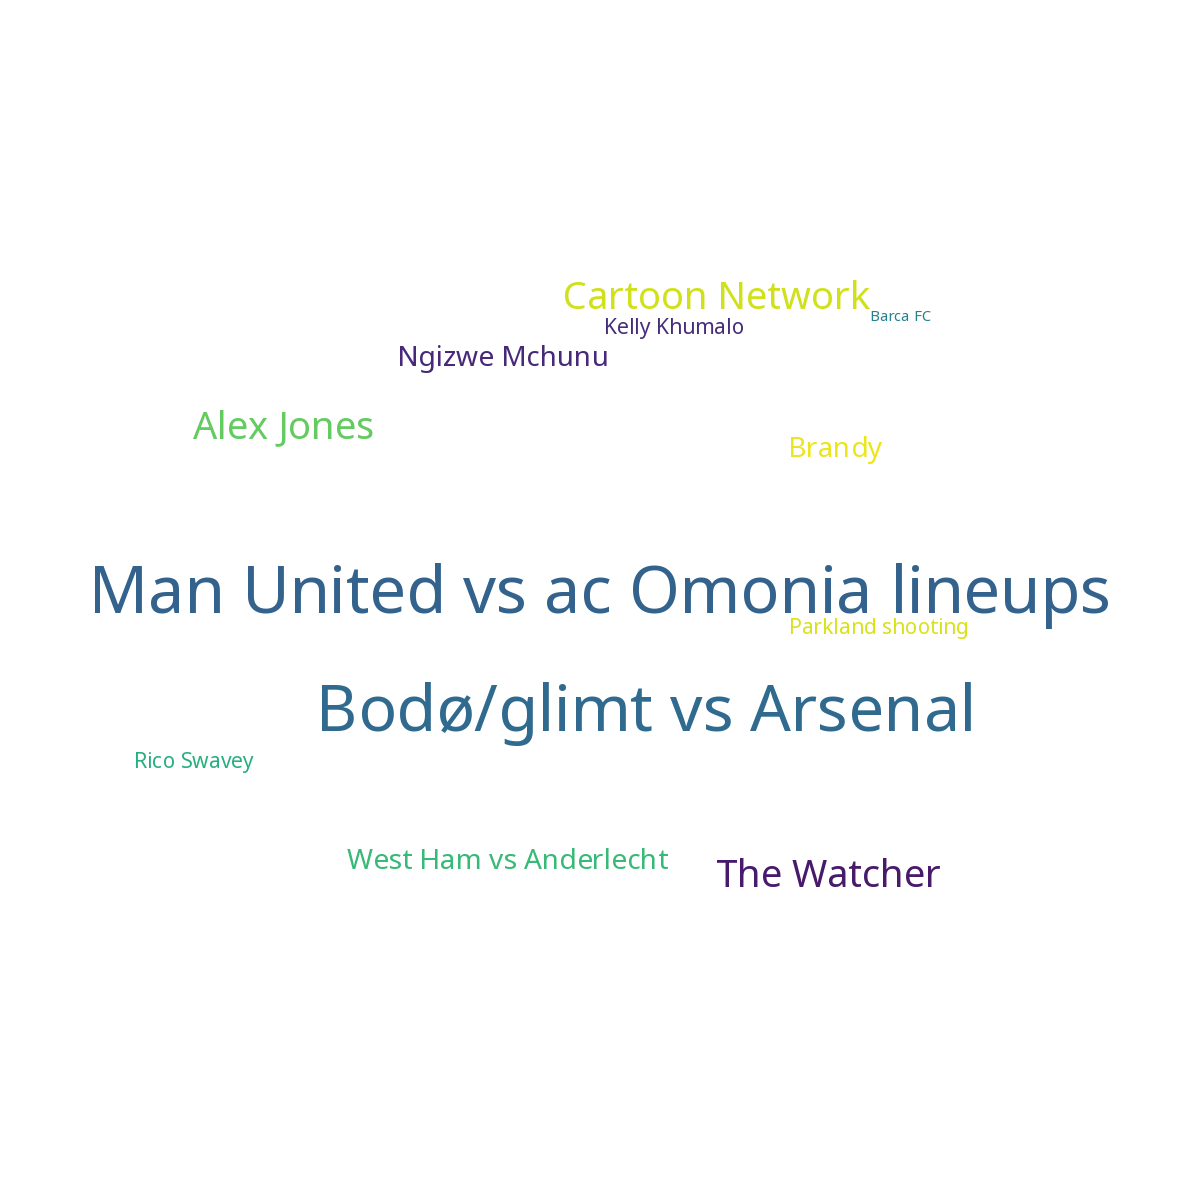 Cartoon Network
Barca FC
Kelly Khumalo
Ngizwe Mchunu
Alex Jones
Brandy
Man United vs ac Omonia lineups
Parkland shooting
Bodø/glimt vs Arsenal
Rico Swavey
West Ham vs Anderlecht
The Watcher